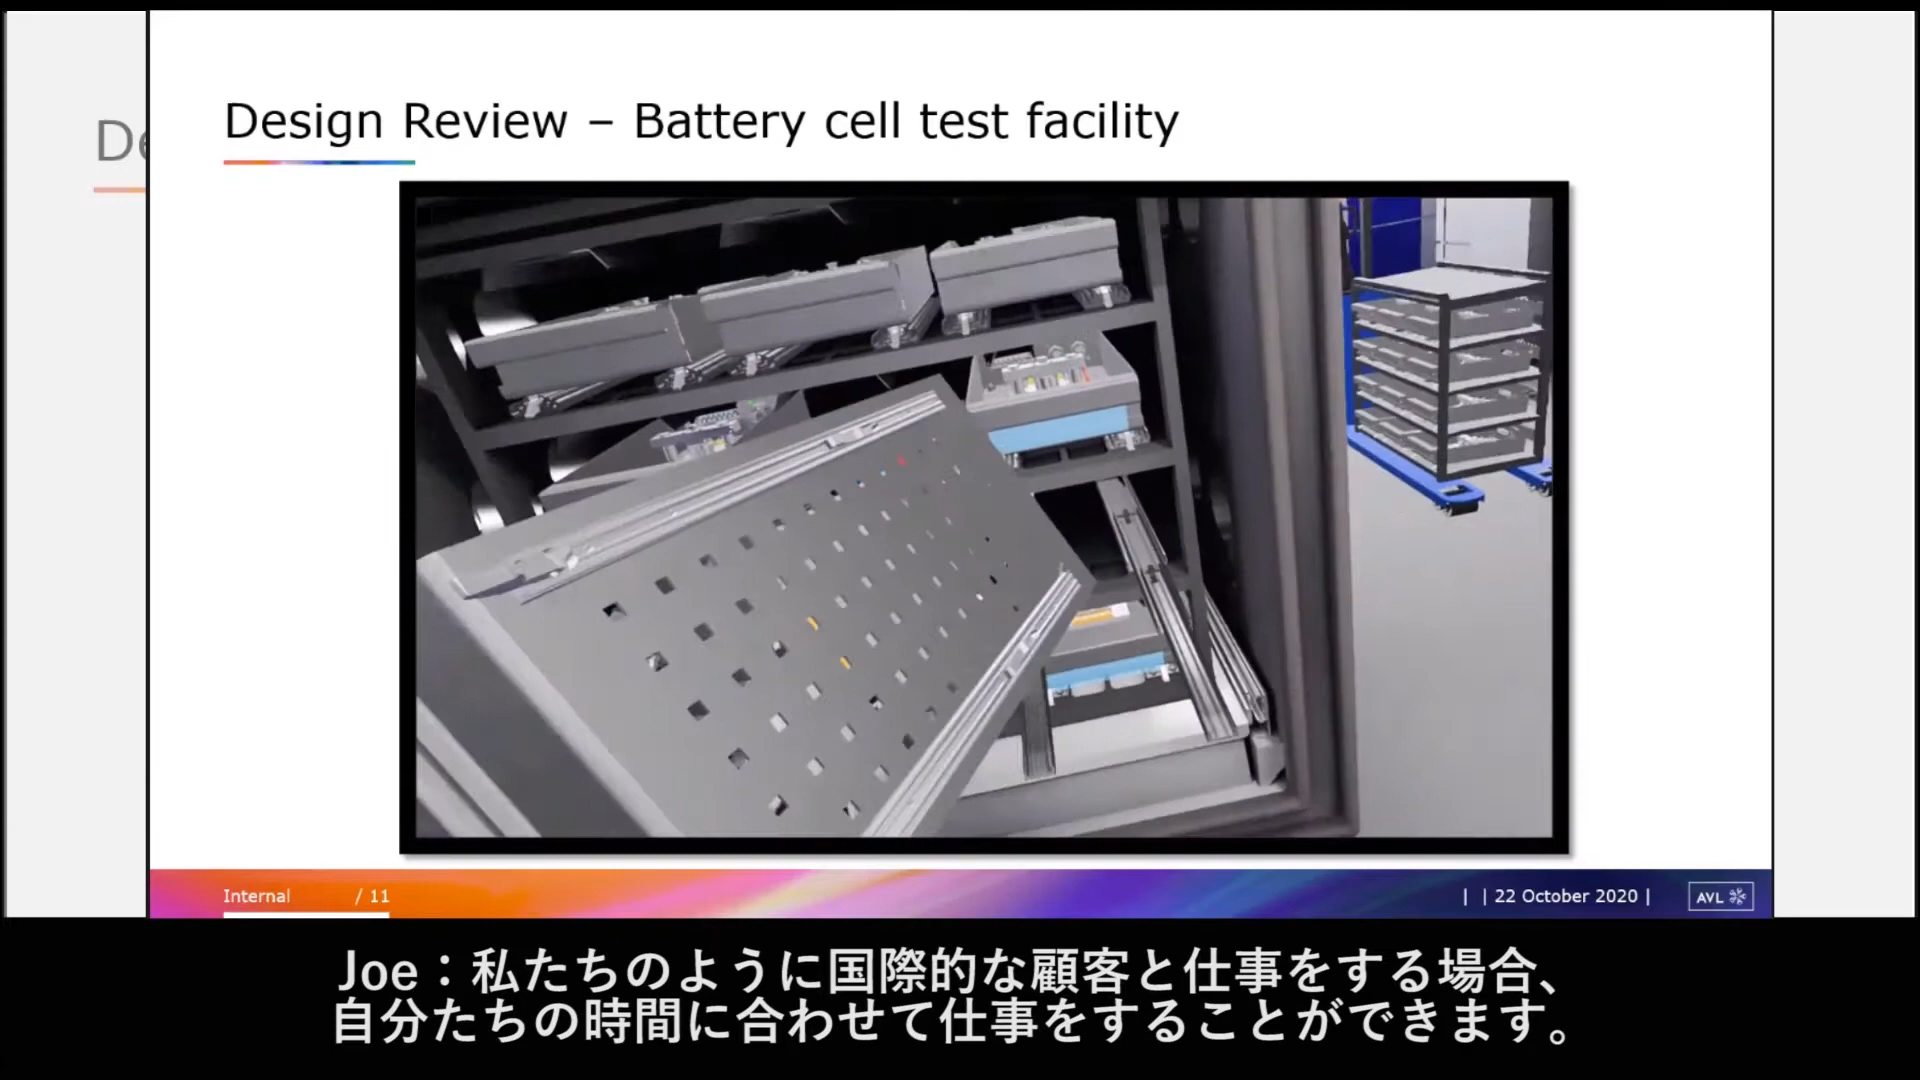 De
Design Review – Battery cell test facility
Internal / 11
| | 22 October 2020 |
AVL
Joe：私たちのように国際的な顧客と仕事をする場合、
自分たちの時間に合わせて仕事をすることができます。